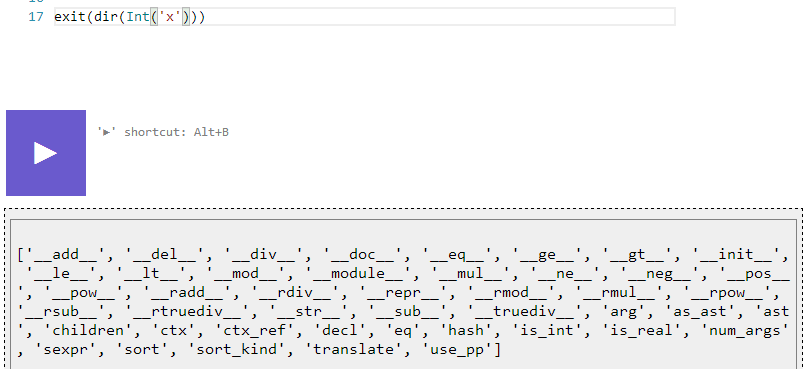 17 exit(dir(Int('x')))
'►' shortcut: Alt+B
['__add__', '__del__', '__div__', '__doc__', '__eq__', '__ge__', '__gt__', '__init__',
'__le__', '__lt__', '__mod__', '__module__', '__mul__', '__ne__', '__neg__', '__pos_
_', '__pow__', '__radd__', '__rdiv__', '__repr__', '__rmod__', '__rmul__', '__rpow__',
'__rsub__', '__rtruediv__', '__str__', '__sub__', '__truediv__', 'arg', 'as_ast', 'ast
', 'children', 'ctx', 'ctx_ref', 'decl', 'eq', 'hash', 'is_int', 'is_real', 'num_args'
, 'sexpr', 'sort', 'sort_kind', 'translate', 'use_pp']